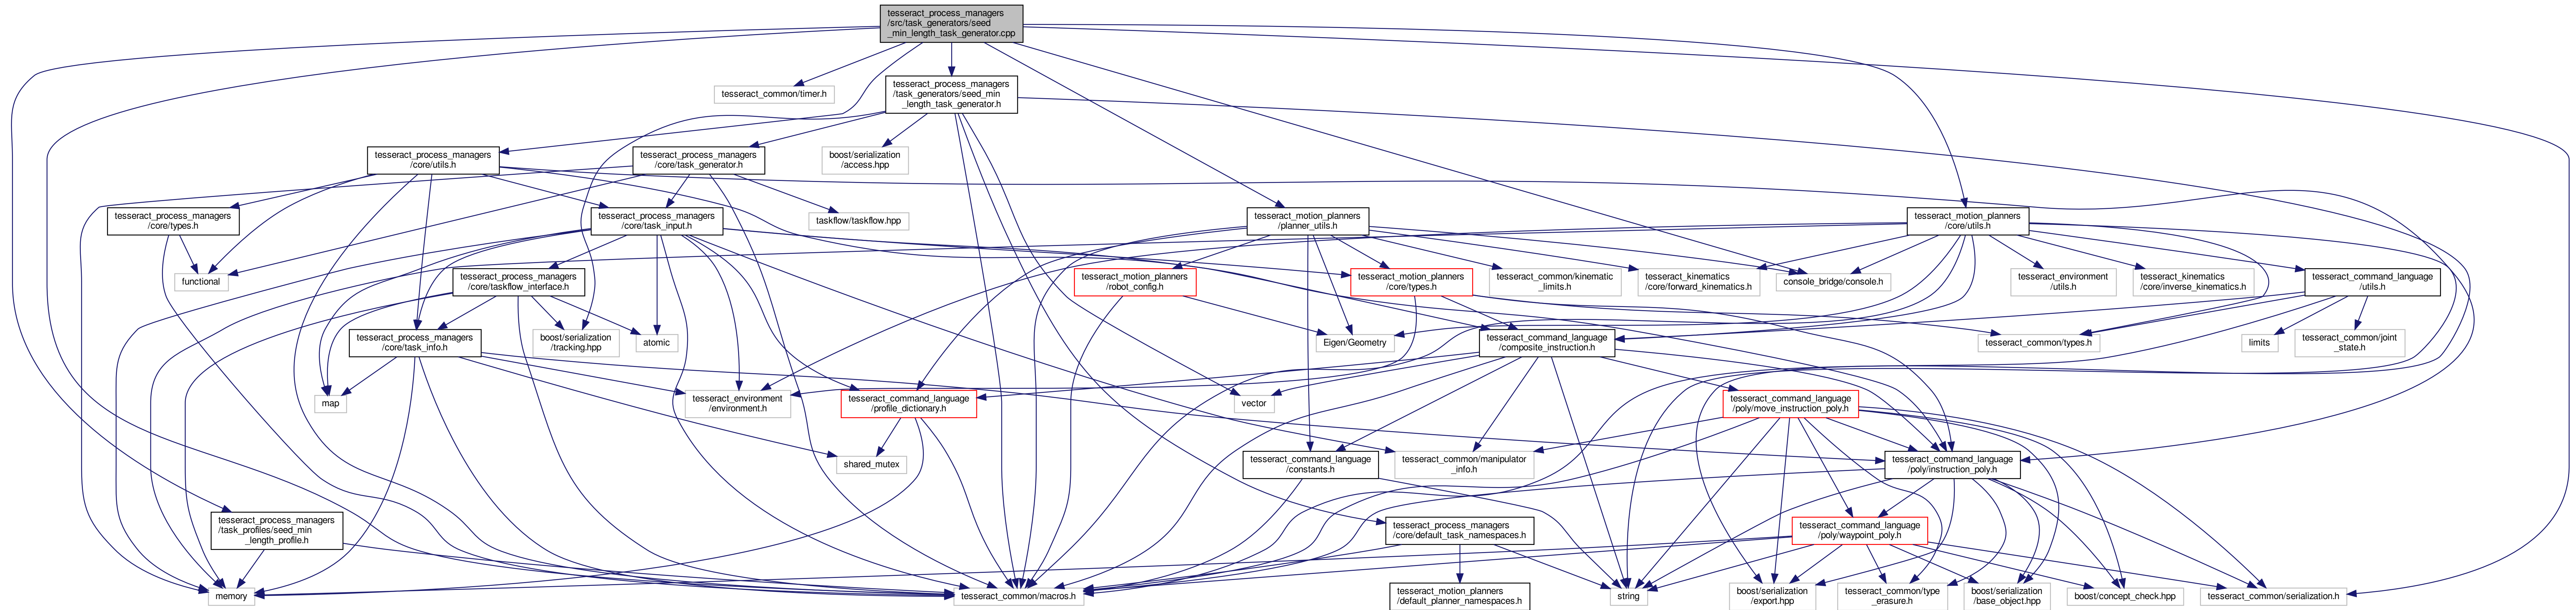 tesseract_process_managers
/src/task_generators/seed
_min_length_task_generator.cpp
tesseract_common/timer.h
tesseract_process_managers
/task_generators/seed_min
_length_task_generator.h
tesseract_process_managers
/core/utils.h
tesseract_process_managers
/core/task_generator.h
boost/serialization
/access.hpp
tesseract_process_managers
/core/types.h
tesseract_process_managers
/core/task_input.h
taskflow/taskflow.hpp
tesseract_motion_planners
/planner_utils.h
tesseract_motion_planners
/core/utils.h
functional
tesseract_process_managers
/core/taskflow_interface.h
tesseract_motion_planners
/robot_config.h
tesseract_motion_planners
/core/types.h
tesseract_common/kinematic
_limits.h
tesseract_kinematics
/core/forward_kinematics.h
console_bridge/console.h
tesseract_environment
/utils.h
tesseract_kinematics
/core/inverse_kinematics.h
tesseract_command_language
/utils.h
tesseract_process_managers
/core/task_info.h
boost/serialization
/tracking.hpp
atomic
Eigen/Geometry
tesseract_command_language
/composite_instruction.h
tesseract_common/types.h
limits
tesseract_common/joint
_state.h
map
tesseract_environment
/environment.h
tesseract_command_language
/profile_dictionary.h
vector
tesseract_command_language
/poly/move_instruction_poly.h
shared_mutex
tesseract_command_language
/constants.h
tesseract_common/manipulator
_info.h
tesseract_command_language
/poly/instruction_poly.h
tesseract_process_managers
/task_profiles/seed_min
_length_profile.h
tesseract_process_managers
/core/default_task_namespaces.h
tesseract_command_language
/poly/waypoint_poly.h
memory
tesseract_common/macros.h
tesseract_motion_planners
/default_planner_namespaces.h
string
boost/serialization
/export.hpp
tesseract_common/type
_erasure.h
boost/serialization
/base_object.hpp
boost/concept_check.hpp
tesseract_common/serialization.h